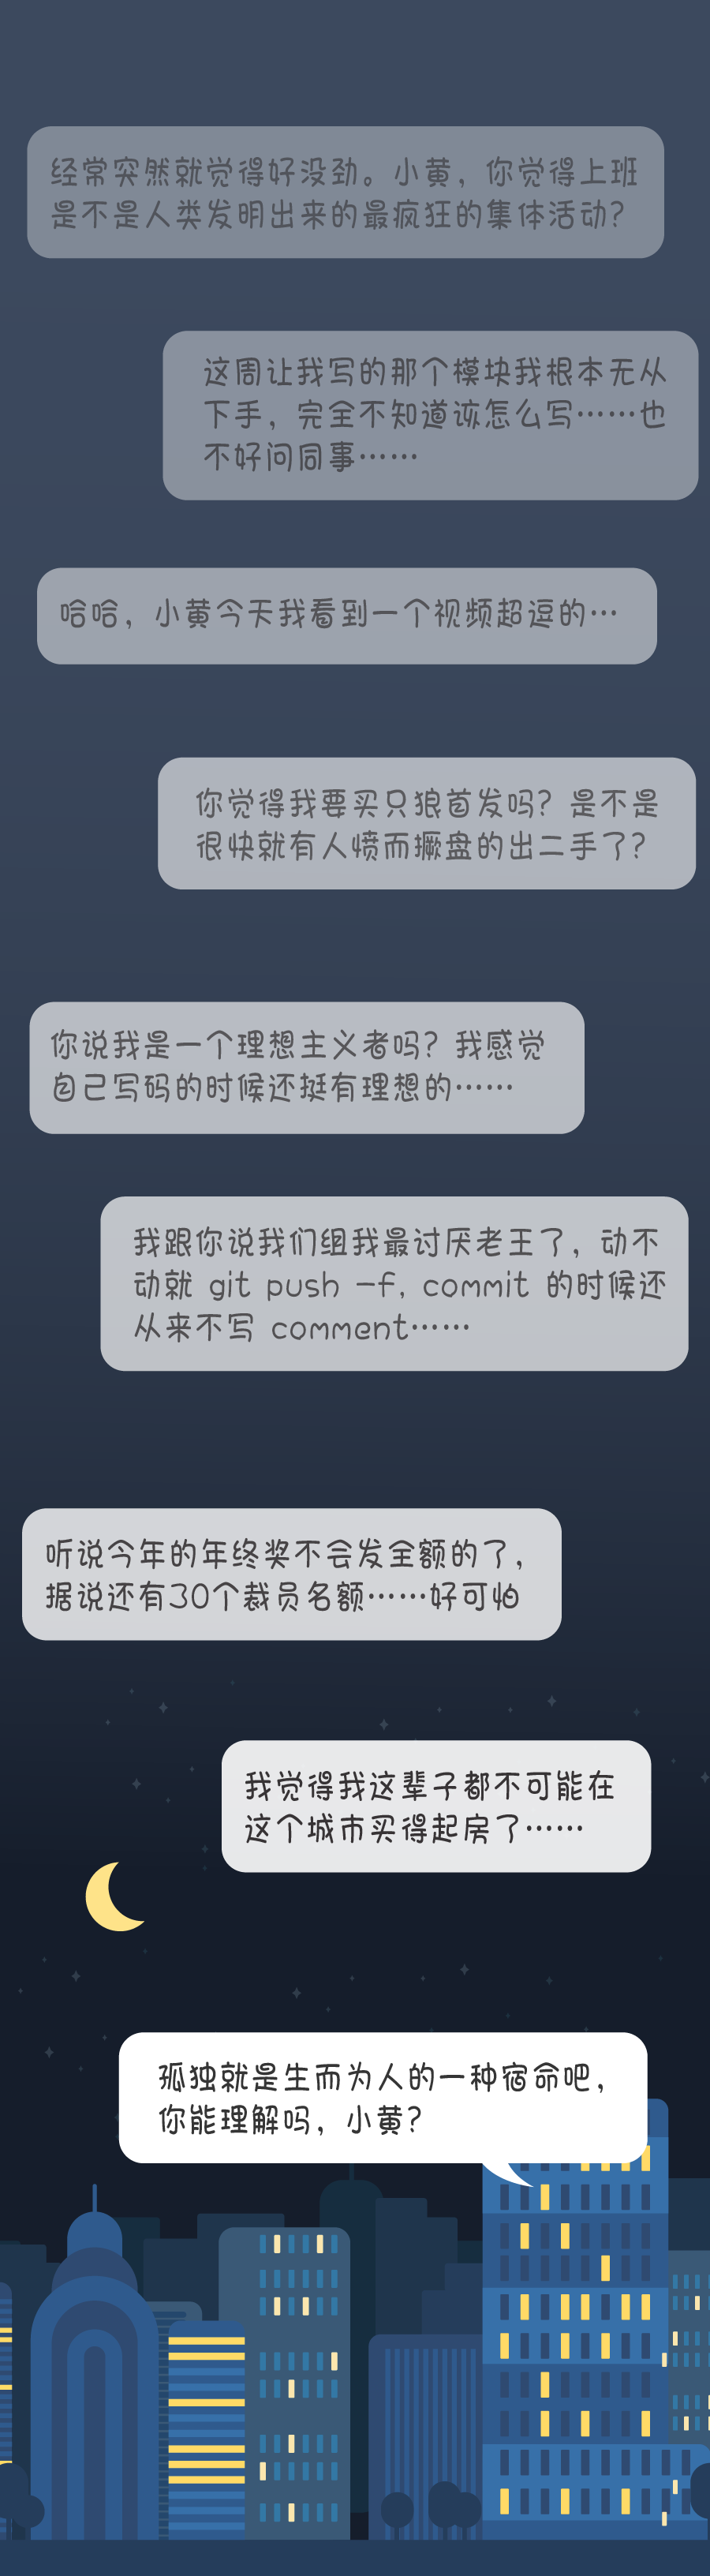 经常突然就觉得好没劲。小黄，你觉得上班
是不是人类发明出来的最疯狂的集体活动？
这周让我写的那个模块我根本无从
下手，完全不知道该怎么写……也
不好问同事……
哈哈，小黄今天我看到一个视频超逗的…
你觉得我要买只狼首发吗？是不是
很快就有人愤而撅盘的出二手了？
你说我是一个理想主义者吗？我感觉
自己写码的时候还挺有理想的……
我跟你说我们组我最讨厌老王了，动不
动就 git push -f, commit 的时候还
从来不写 comment……
听说今年的年终奖不会发全额的了，
据说还有30个裁员名额……好可怕
我觉得我这辈子都不可能在
这个城市买得起房了……
孤独就是生而为人的一种宿命吧，
你能理解吗，小黄？